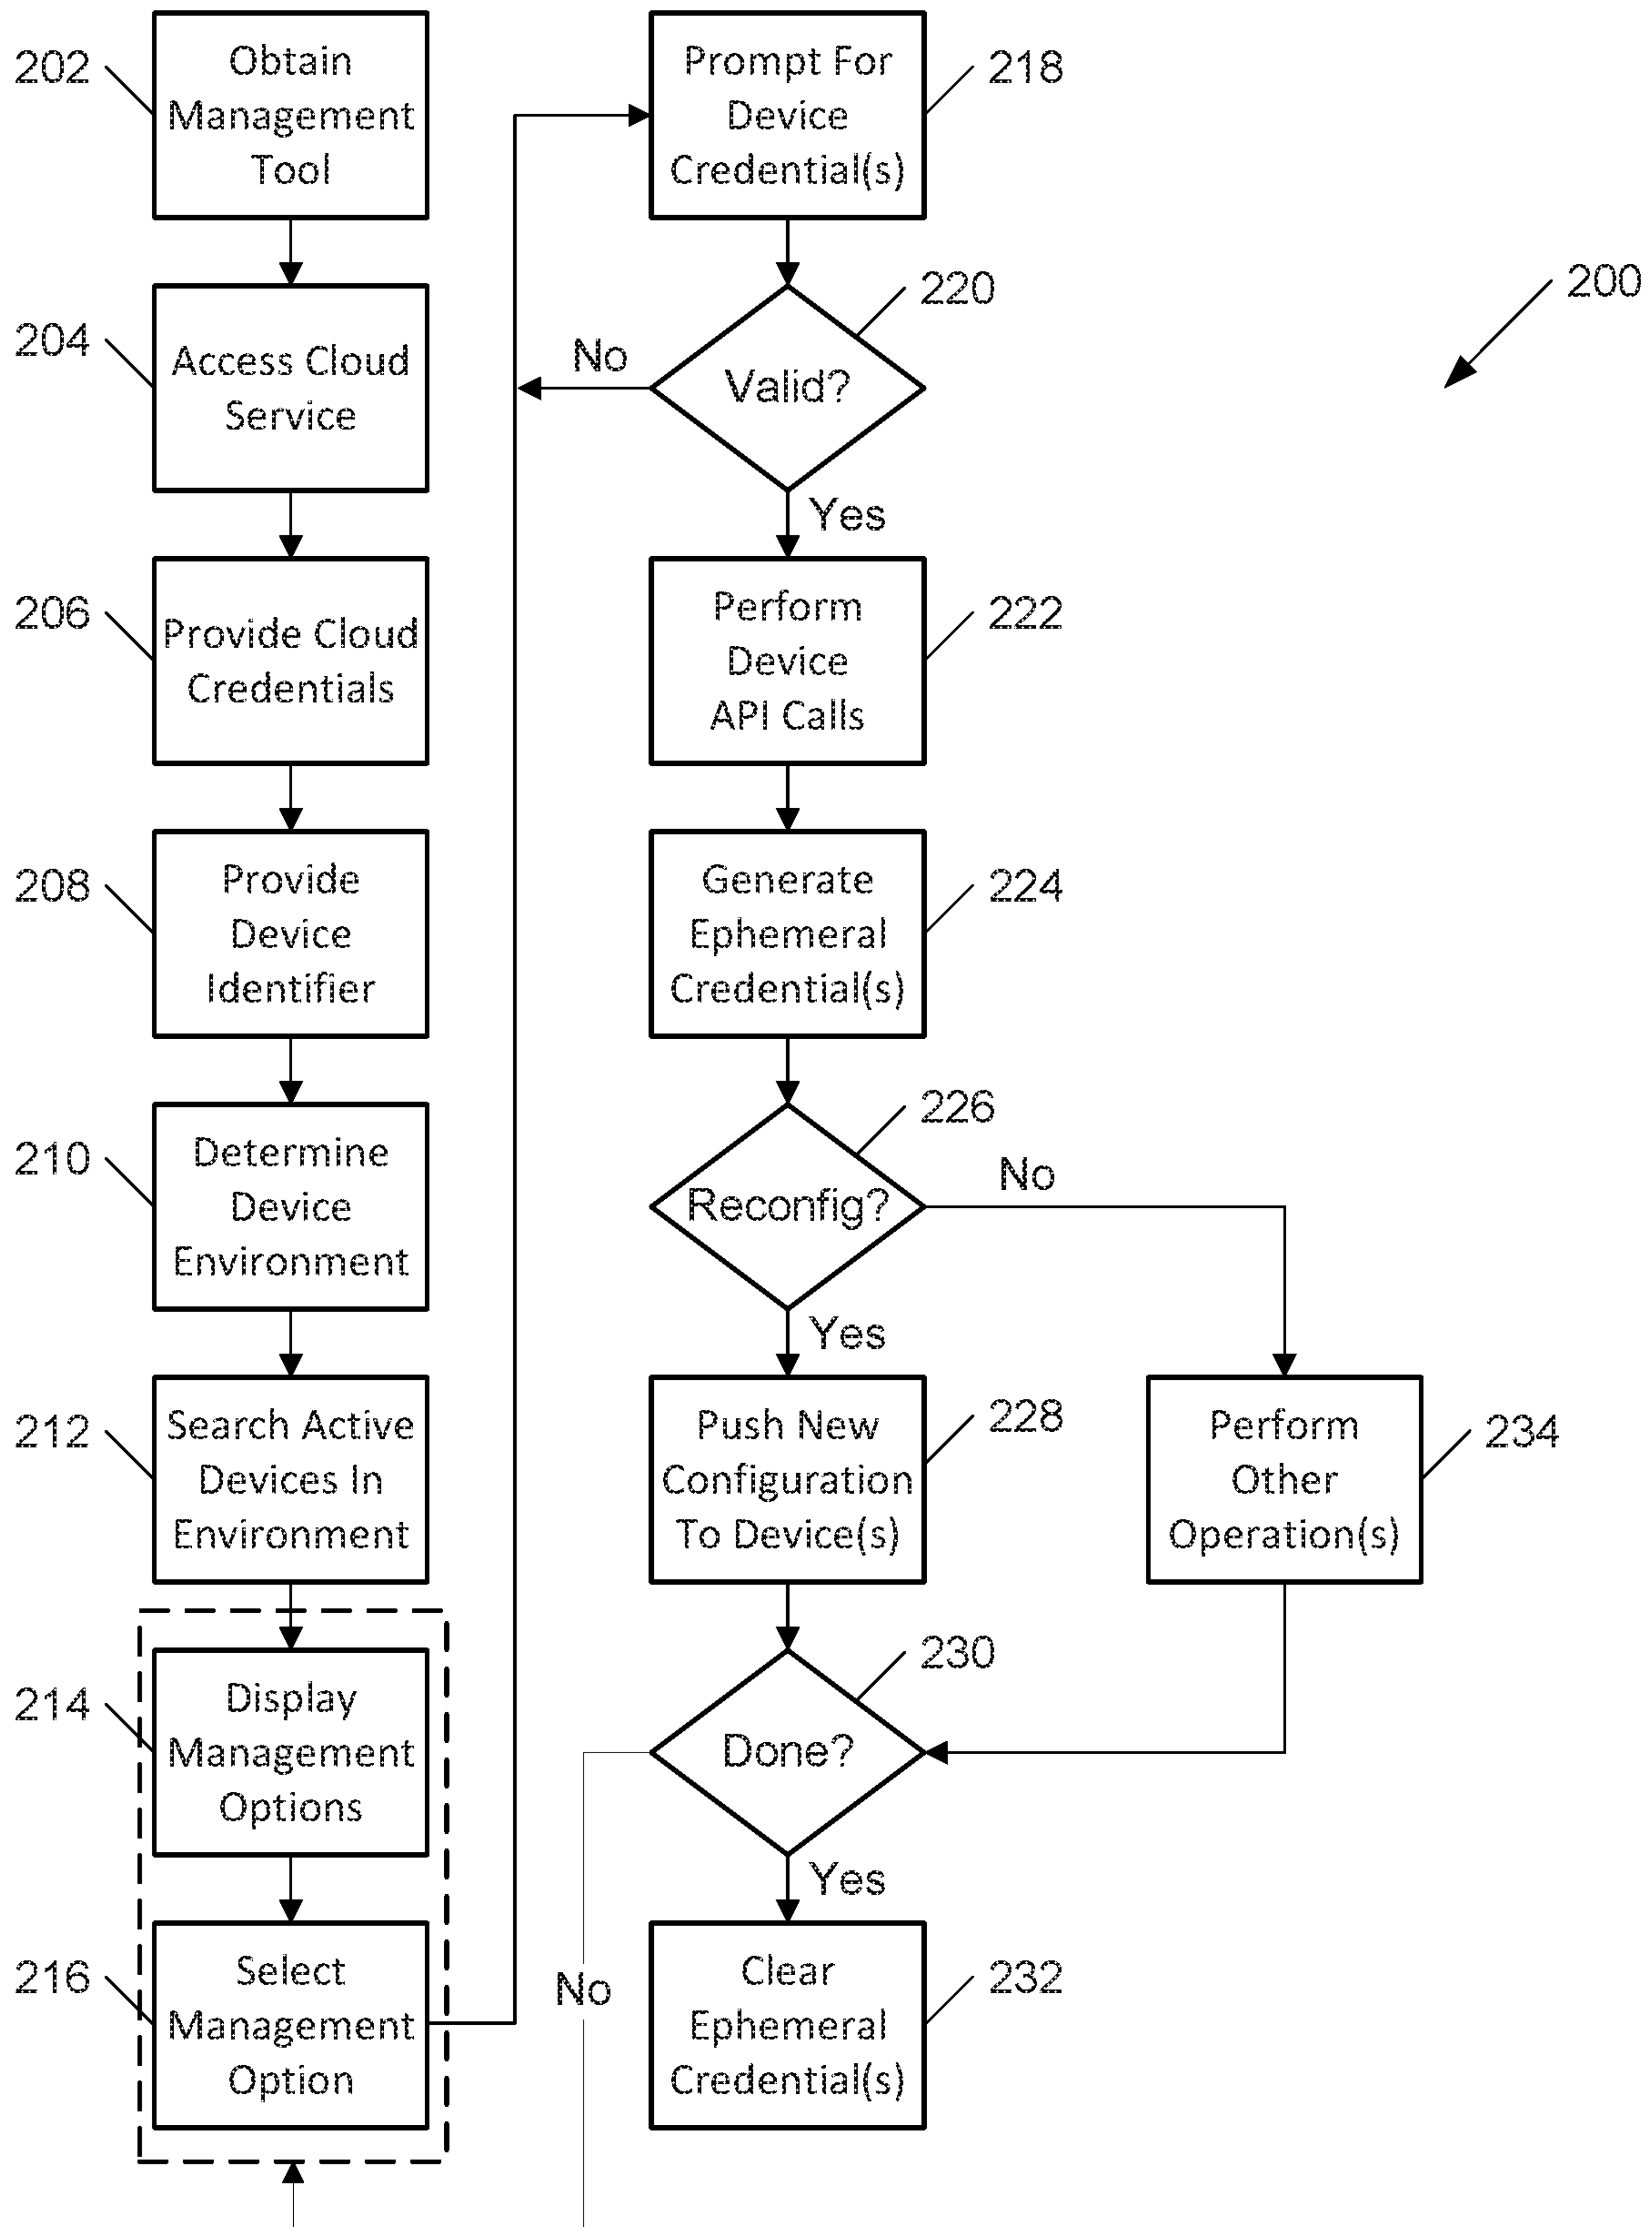 202
Obtain
Management
Tool
204
Access Cloud
Service
206
Provide Cloud
Credentials
208
Provide
Device
Identifier
210
Determine
Device
Environment
212
Search Active
Devices In
Environment
214
Display
Management
Options
216
Select
Management
Option
Prompt For
Device
Credential(s)
218
220
Valid?
No
Yes
Perform
Device
API Calls
222
Generate
Ephemeral
Credential(s)
224
226
Reconfig?
No
Yes
Push New
Configuration
To Device(s)
228
Perform
Other
Operation(s)
234
230
Done?
No
Yes
Clear
Ephemeral
Credential(s)
232
200